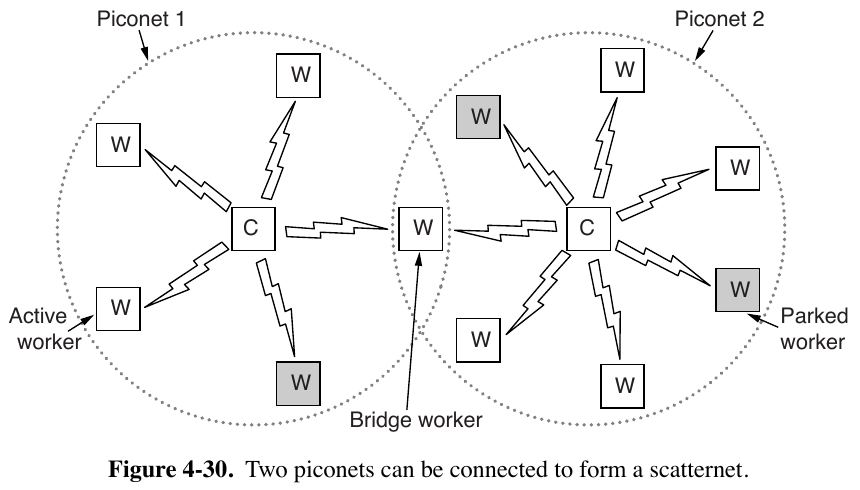 Piconet 1
Piconet 2
W
W
W
W
W
W
C
W
C
W
W
Active
worker
Parked
worker
W
W
W
Bridge worker
Figure 4-30. Two piconets can be connected to form a scatternet.